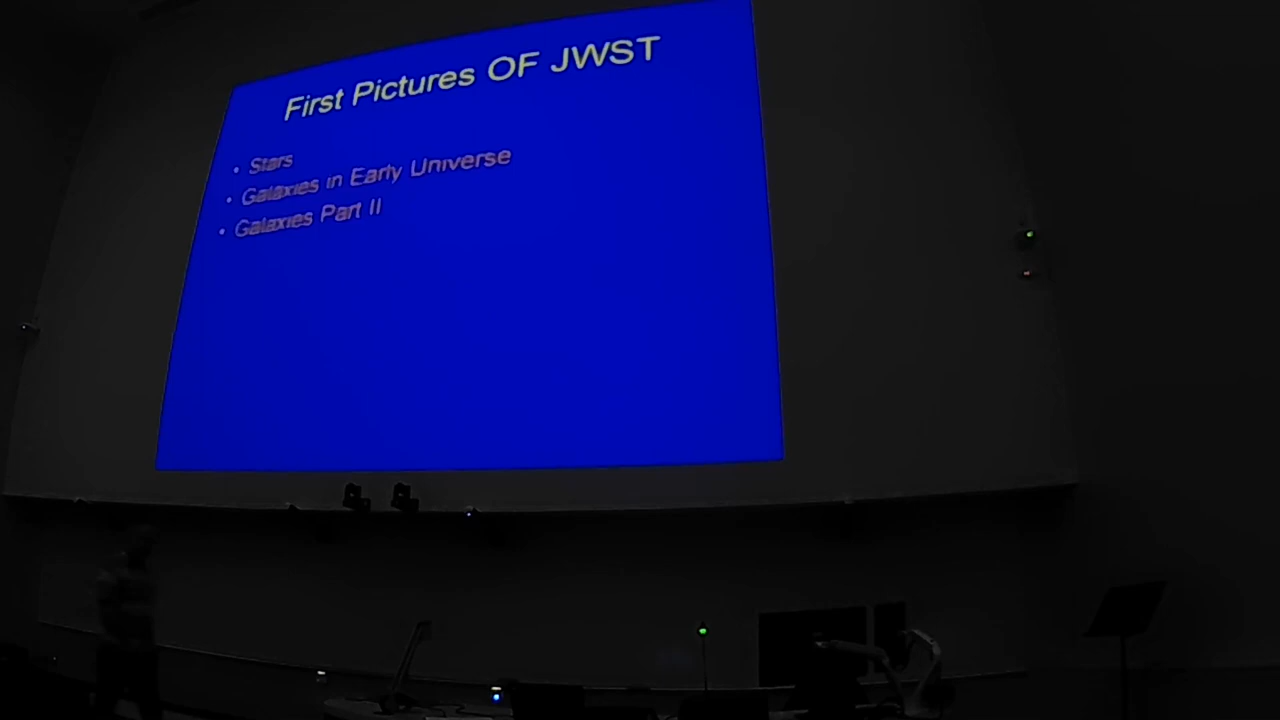 First Pictures OF JWST
• Stars
• Galaxies in Early Universe
• Galaxies Part II